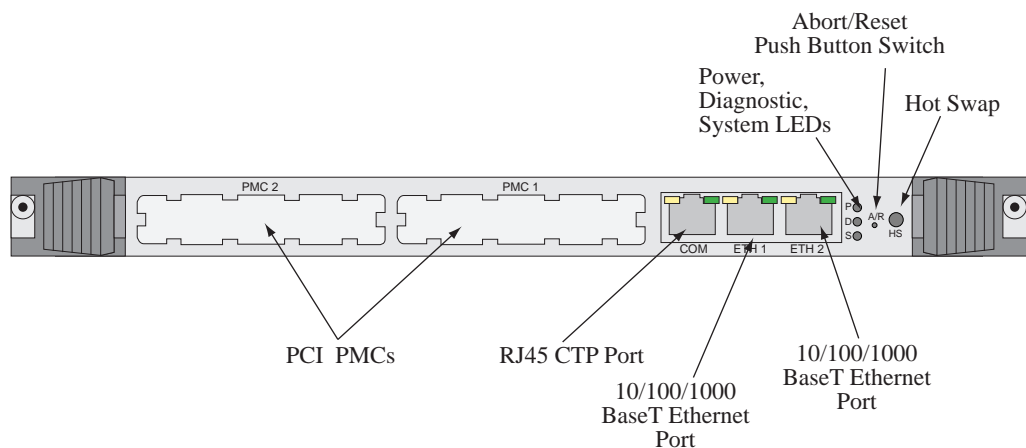 Abort/Reset
Push Button Switch
Power,
Diagnostic,
System LEDs
Hot Swap
PMC 2
PMC 1
P
D
S
A/R
HS
COM
ETH 1
ETH 2
PCI PMCs
RJ45 CTP Port
10/100/1000
BaseT Ethernet
Port
10/100/1000
BaseT Ethernet
Port